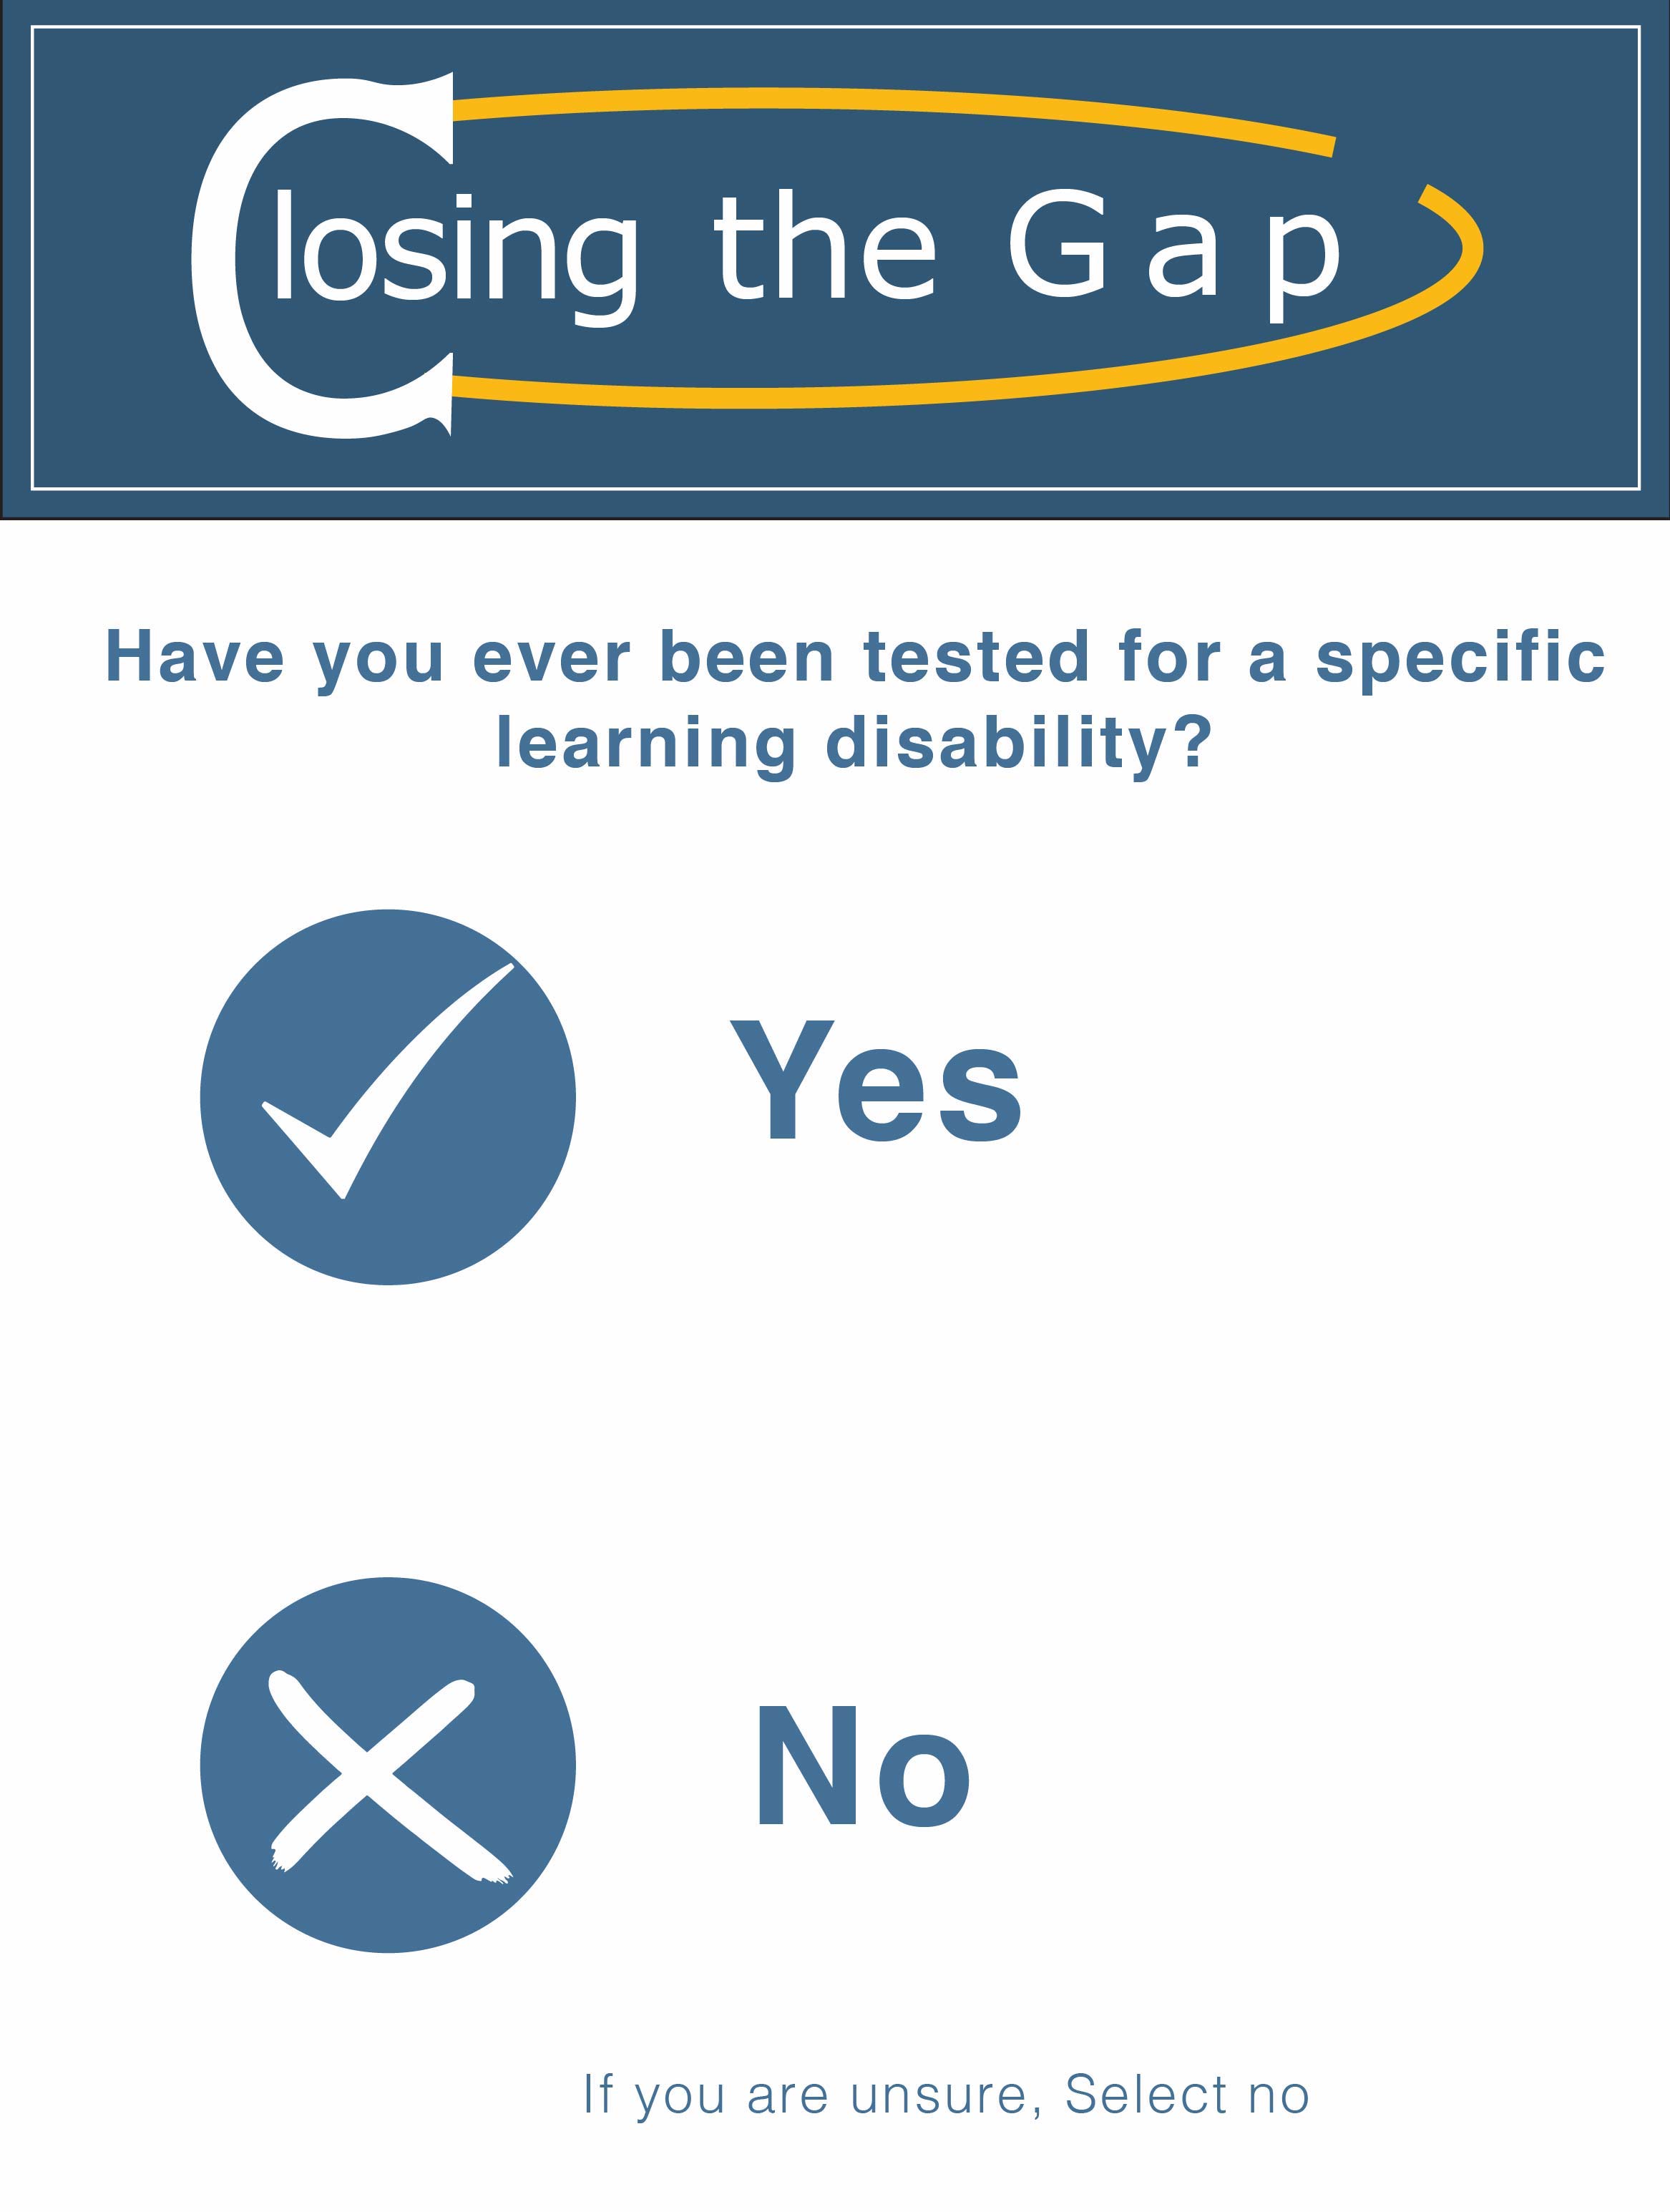 Closing the Gap
Have you ever been tested for a specific
learning disability?
Yes
No
If you are unsure, Select no